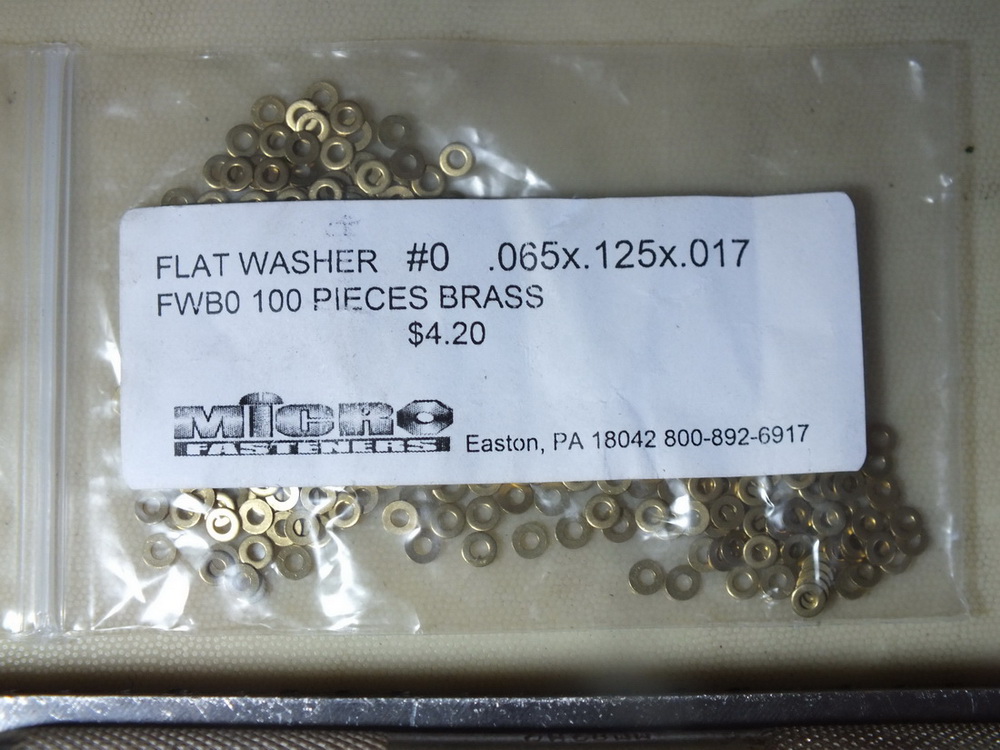 FLAT WASHER #0 .065x.125x.017
FWB0 100 PIECES BRASS
$4.20
MICRO
FASTENERS
Easton, PA 18042 800-892-6917